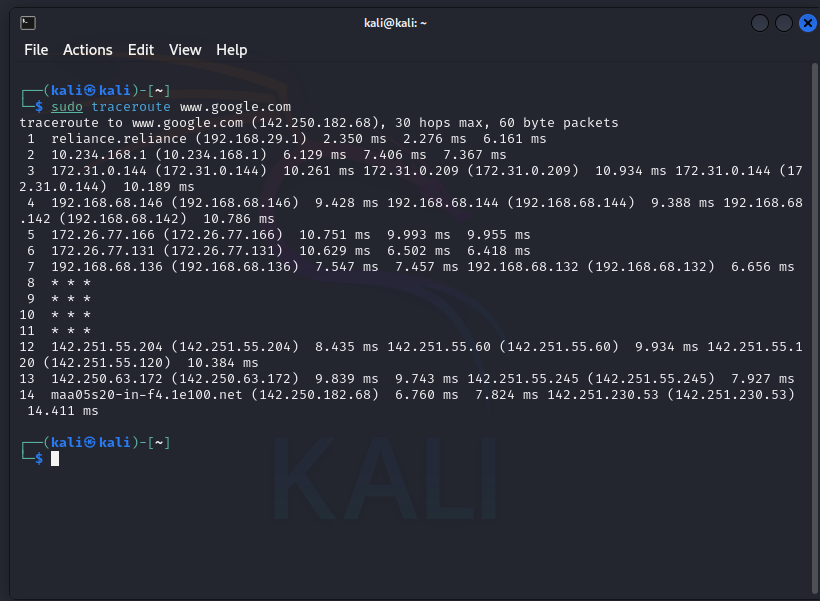 kali@kali: ~
File Actions Edit View Help
┌──(kali㉿kali)-[~]
└─$ sudo traceroute www.google.com
traceroute to www.google.com (142.250.182.68), 30 hops max, 60 byte packets
 1  reliance.reliance (192.168.29.1)  2.350 ms  2.276 ms  6.161 ms
 2  10.234.168.1 (10.234.168.1)  6.129 ms  7.406 ms  7.367 ms
 3  172.31.0.144 (172.31.0.144)  10.261 ms 172.31.0.209 (172.31.0.209)  10.934 ms 172.31.0.144 (17
2.31.0.144)  10.189 ms
 4  192.168.68.146 (192.168.68.146)  9.428 ms 192.168.68.144 (192.168.68.144)  9.388 ms 192.168.68
.142 (192.168.68.142)  10.786 ms
 5  172.26.77.166 (172.26.77.166)  10.751 ms  9.993 ms  9.955 ms
 6  172.26.77.131 (172.26.77.131)  10.629 ms  6.502 ms  6.418 ms
 7  192.168.68.136 (192.168.68.136)  7.547 ms  7.457 ms 192.168.68.132 (192.168.68.132)  6.656 ms
 8  * * *
 9  * * *
10  * * *
11  * * *
12  142.251.55.204 (142.251.55.204)  8.435 ms 142.251.55.60 (142.251.55.60)  9.934 ms 142.251.55.1
20 (142.251.55.120)  10.384 ms
13  142.250.63.172 (142.250.63.172)  9.839 ms  9.743 ms 142.251.55.245 (142.251.55.245)  7.927 ms
14  maa05s20-in-f4.1e100.net (142.250.182.68)  6.760 ms  7.824 ms 142.251.230.53 (142.251.230.53)
 14.411 ms
┌──(kali㉿kali)-[~]
└─$
KALI